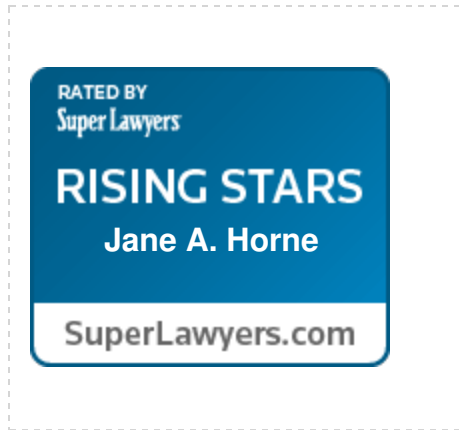 RATED BY
Super Lawyers
RISING STARS
Jane A. Horne
SuperLawyers.com